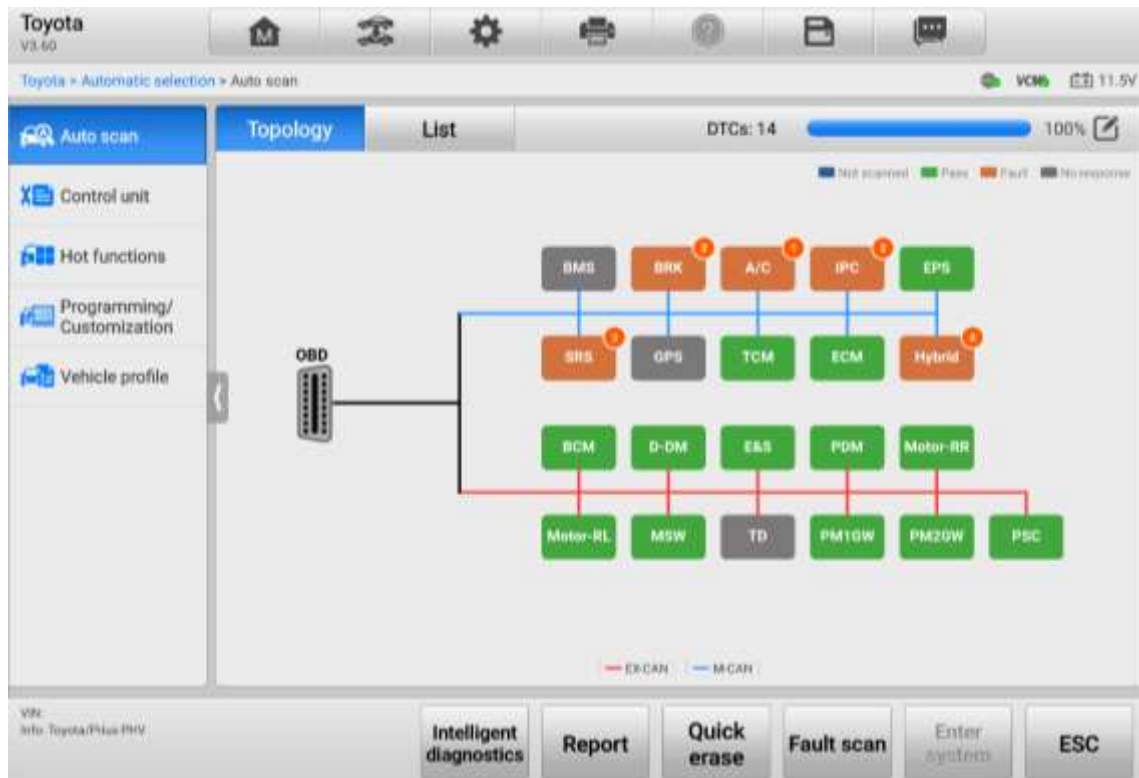 Toyota
V3.60
Toyota > Automatic selection > Auto scan
VCMI 11.5V
Auto scan
Control unit
Hot functions
Programming/
Customization
Vehicle profile
Topology List DTCs: 14 100%
Not scanned Pass Fault No response
BMS BRK A/C IPC EPS
OBD
SRS GPS TCM ECM Hybrid
BCM D-DM E&S PDM Motor-RR
Motor-RL MSW TD PM1GW PM2GW PSC
EX-CAN M-CAN
VIN:
Info: Toyota/Prius PHV
Intelligent
diagnostics
Report
Quick
erase
Fault scan
Enter
system
ESC